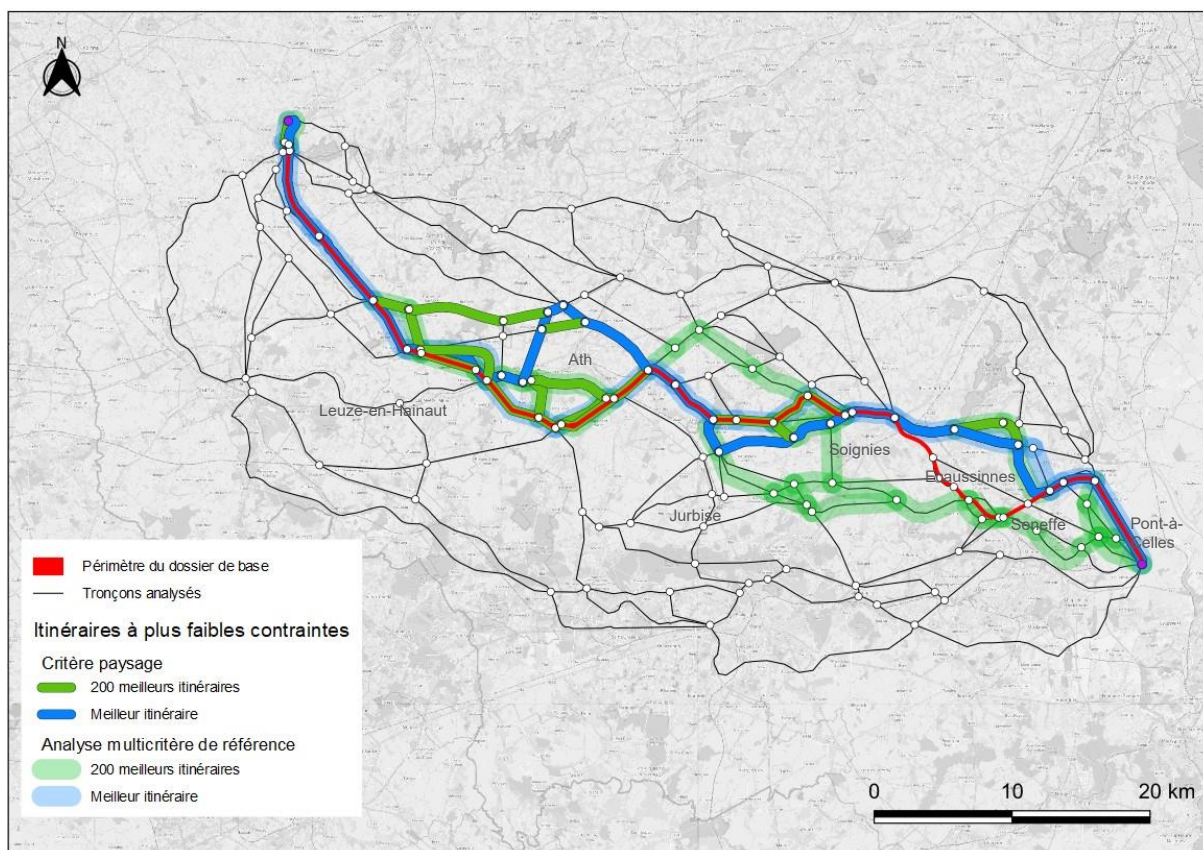 N
Ath
Leuze-en-Hainaut
Soignies
Ecaussinnes
Jurbise
Seneffe
Pont-à-
Celles
Périmètre du dossier de base
Tronçons analysés
Itinéraires à plus faibles contraintes
Critère paysage
200 meilleurs itinéraires
Meilleur itinéraire
Analyse multicritère de référence
200 meilleurs itinéraires
Meilleur itinéraire
0 10 20 km